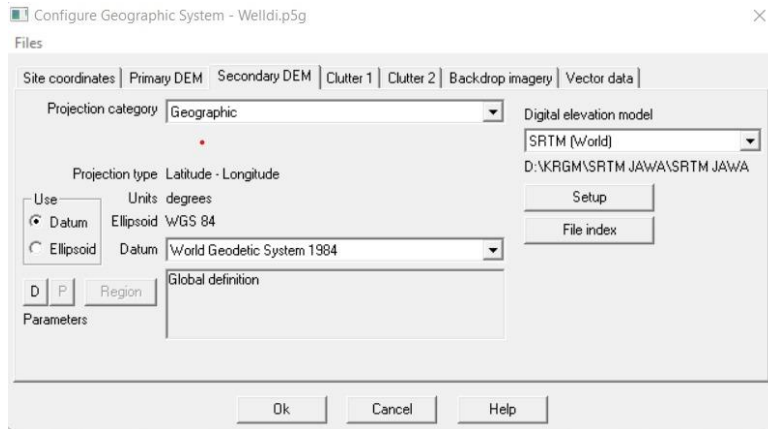 Configure Geographic System - Welldi.p5g
Files
Site coordinates Primary DEM Secondary DEM Clutter 1 Clutter 2 Backdrop imagery Vector data
Projection category Geographic
Digital elevation model
SRTM (World)
D:\KRGM\SRTM JAWA\SRTM JAWA
Setup
File index
Projection type Latitude - Longitude
Use
Units degrees
Datum
Ellipsoid WGS 84
Ellipsoid
Datum World Geodetic System 1984
Global definition
D P Region
Parameters
Ok Cancel Help